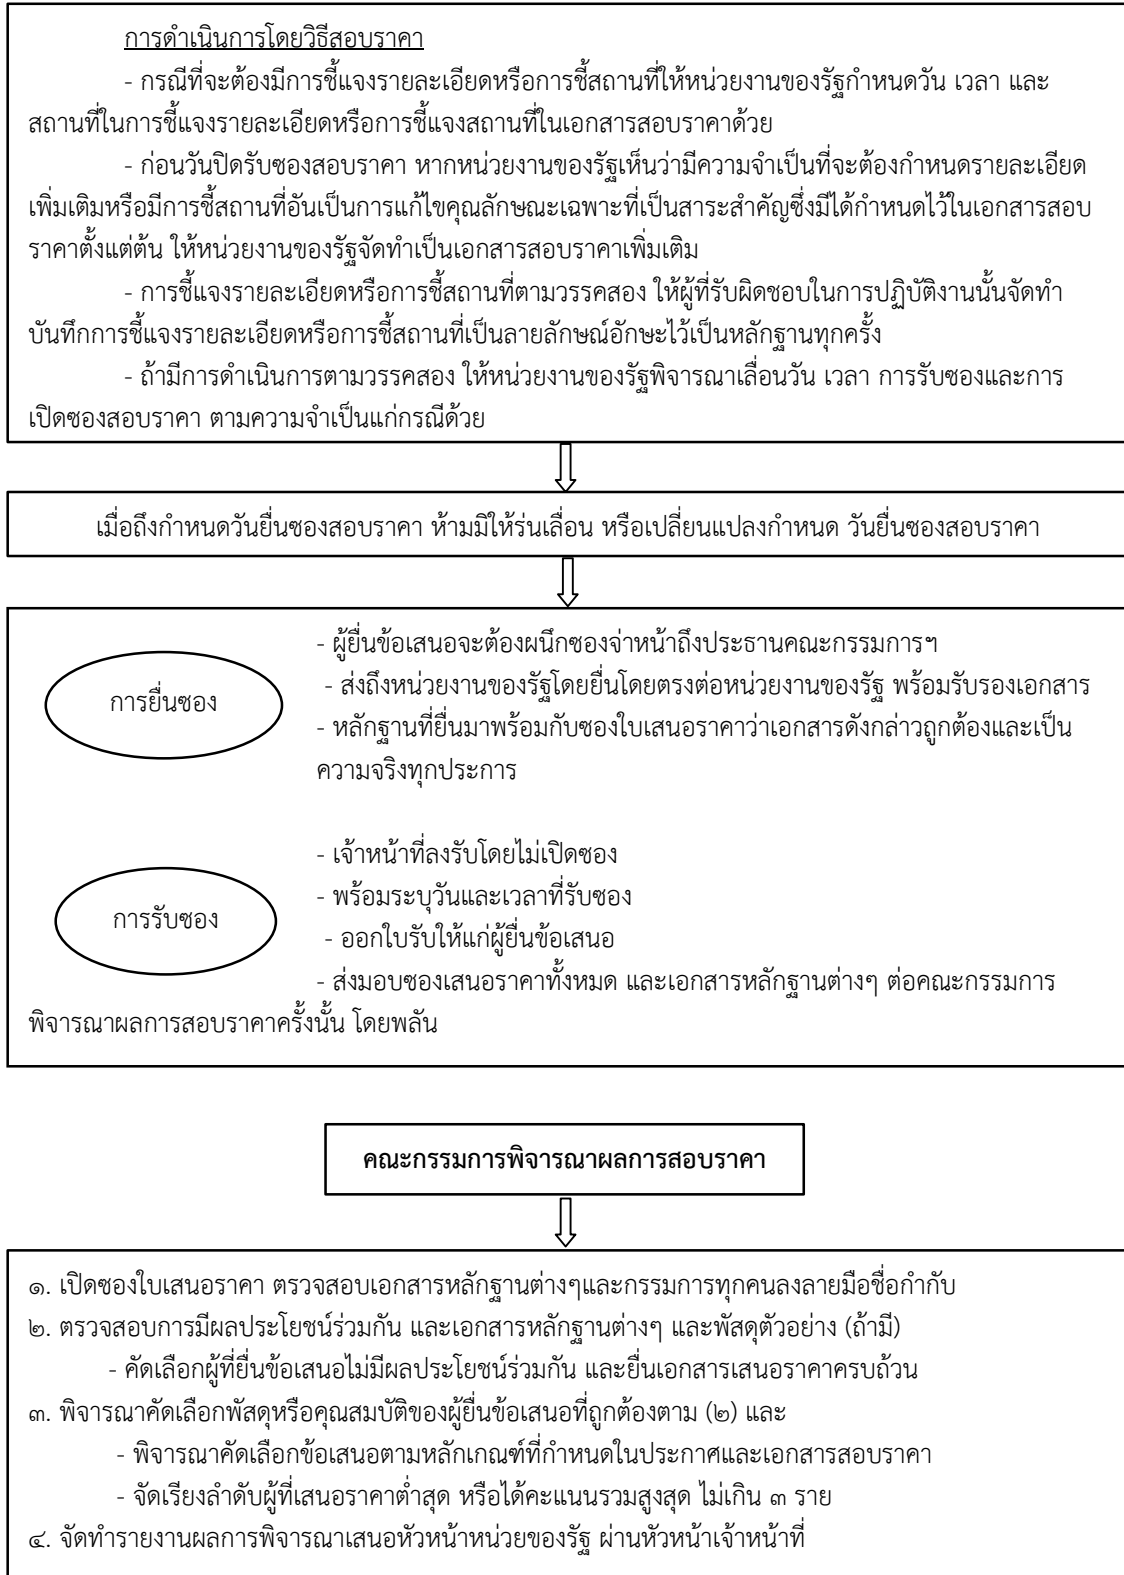 การดำเนินการโดยวิธีสอบราคา
- กรณีที่จะต้องมีการชี้แจงรายละเอียดหรือการชี้สถานที่ให้หน่วยงานของรัฐกำหนดวัน เวลา และ
สถานที่ในการชี้แจงรายละเอียดหรือการชี้แจงสถานที่ในเอกสารสอบราคาด้วย
- ก่อนวันปิดรับซองสอบราคา หากหน่วยงานของรัฐเห็นว่ามีความจำเป็นที่จะต้องกำหนดรายละเอียด
เพิ่มเติมหรือมีการชี้สถานที่อันเป็นการแก้ไขคุณลักษณะเฉพาะที่เป็นสาระสำคัญซึ่งมิได้กำหนดไว้ในเอกสารสอบ
ราคาตั้งแต่ต้น ให้หน่วยงานของรัฐจัดทำเป็นเอกสารสอบราคาเพิ่มเติม
- การชี้แจงรายละเอียดหรือการชี้สถานที่ตามวรรคสอง ให้ผู้ที่รับผิดชอบในการปฏิบัติงานนั้นจัดทำ
บันทึกการชี้แจงรายละเอียดหรือการชี้สถานที่เป็นลายลักษณ์อักษะไว้เป็นหลักฐานทุกครั้ง
- ถ้ามีการดำเนินการตามวรรคสอง ให้หน่วยงานของรัฐพิจารณาเลื่อนวัน เวลา การรับซองและการ
เปิดซองสอบราคา ตามความจำเป็นแก่กรณีด้วย
เมื่อถึงกำหนดวันยื่นซองสอบราคา ห้ามมิให้ร่นเลื่อน หรือเปลี่ยนแปลงกำหนด วันยื่นซองสอบราคา
การยื่นซอง
- ผู้ยื่นข้อเสนอจะต้องผนึกซองจ่าหน้าถึงประธานคณะกรรมการฯ
- ส่งถึงหน่วยงานของรัฐโดยยื่นโดยตรงต่อหน่วยงานของรัฐ พร้อมรับรองเอกสาร
- หลักฐานที่ยื่นมาพร้อมกับซองใบเสนอราคาว่าเอกสารดังกล่าวถูกต้องและเป็น
ความจริงทุกประการ
การรับซอง
- เจ้าหน้าที่ลงรับโดยไม่เปิดซอง
- พร้อมระบุวันและเวลาที่รับซอง
- ออกใบรับให้แก่ผู้ยื่นข้อเสนอ
- ส่งมอบซองเสนอราคาทั้งหมด และเอกสารหลักฐานต่างๆ ต่อคณะกรรมการ
พิจารณาผลการสอบราคาครั้งนั้น โดยพลัน
คณะกรรมการพิจารณาผลการสอบราคา
๑. เปิดซองใบเสนอราคา ตรวจสอบเอกสารหลักฐานต่างๆและกรรมการทุกคนลงลายมือชื่อกำกับ
๒. ตรวจสอบการมีผลประโยชน์ร่วมกัน และเอกสารหลักฐานต่างๆ และพัสดุตัวอย่าง (ถ้ามี)
- คัดเลือกผู้ที่ยื่นข้อเสนอไม่มีผลประโยชน์ร่วมกัน และยื่นเอกสารเสนอราคาครบถ้วน
๓. พิจารณาคัดเลือกพัสดุหรือคุณสมบัติของผู้ยื่นข้อเสนอที่ถูกต้องตาม (๒) และ
- พิจารณาคัดเลือกข้อเสนอตามหลักเกณฑ์ที่กำหนดในประกาศและเอกสารสอบราคา
- จัดเรียงลำดับผู้ที่เสนอราคาต่ำสุด หรือได้คะแนนรวมสูงสุด ไม่เกิน ๓ ราย
๔. จัดทำรายงานผลการพิจารณาเสนอหัวหน้าหน่วยของรัฐ ผ่านหัวหน้าเจ้าหน้าที่